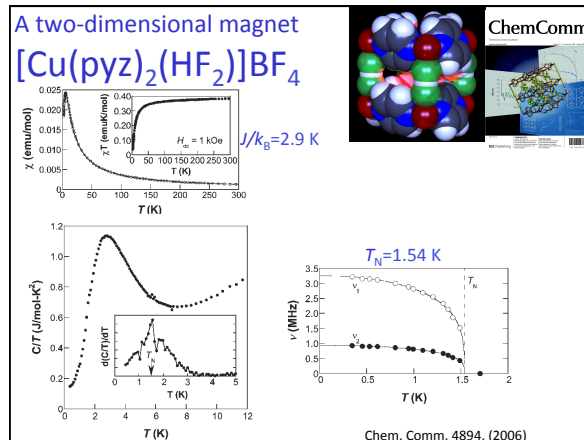 A two-dimensional magnet
[Cu(pyz)₂(HF₂)]BF₄
ChemComm
0.025
0.020
0.015
0.010
0.005
0.000
χ (emu/mol)
0 50 100 150 200 250 300
T (K)
0.40
0.30
0.20
0.10
0.00
χT (emuK/mol)
H_dc = 1 kOe
0 50 100 150 200 250 300
T (K)
J/k_B=2.9 K
1.2
1.0
0.8
0.6
0.4
0.2
0.0
C/T (J/mol-K²)
0 2 4 6 8 10 12
T (K)
d(C/T)/dT
T_N
0 1 2 3 4 5
T (K)
T_N=1.54 K
3.5
3.0
2.5
2.0
1.5
1.0
0.5
0
ν (MHz)
ν₁
ν₂
T_N
0 0.5 1 1.5 2
T (K)
Chem. Comm. 4894, (2006)